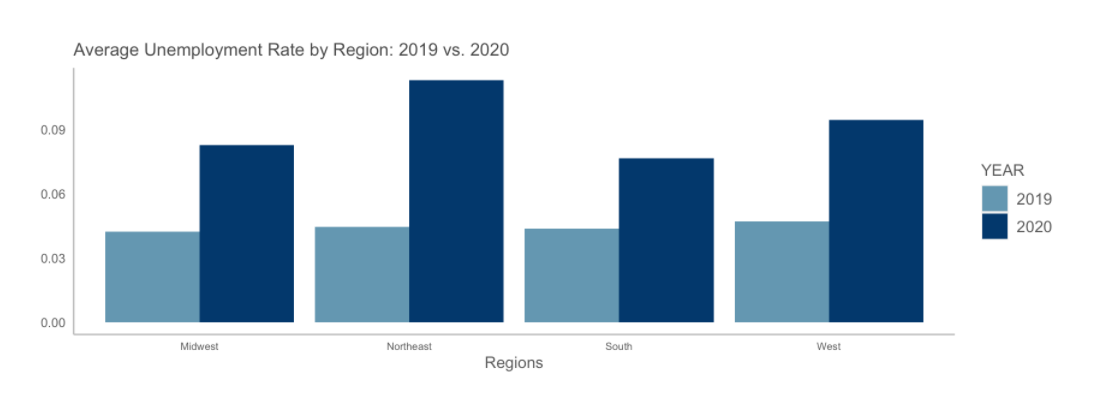 Average Unemployment Rate by Region: 2019 vs. 2020
0.09
0.06
0.03
0.00
Midwest
Northeast
South
West
Regions
YEAR
2019
2020